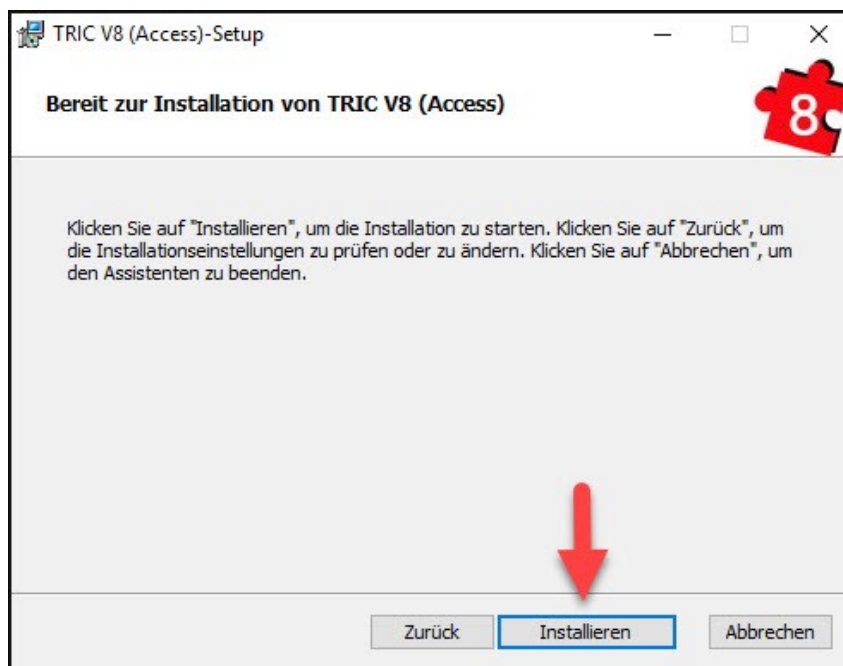 TRIC V8 (Access)-Setup
Bereit zur Installation von TRIC V8 (Access)
8
Klicken Sie auf "Installieren", um die Installation zu starten. Klicken Sie auf "Zurück", um
die Installationseinstellungen zu prüfen oder zu ändern. Klicken Sie auf "Abbrechen", um
den Assistenten zu beenden.
Zurück Installieren Abbrechen